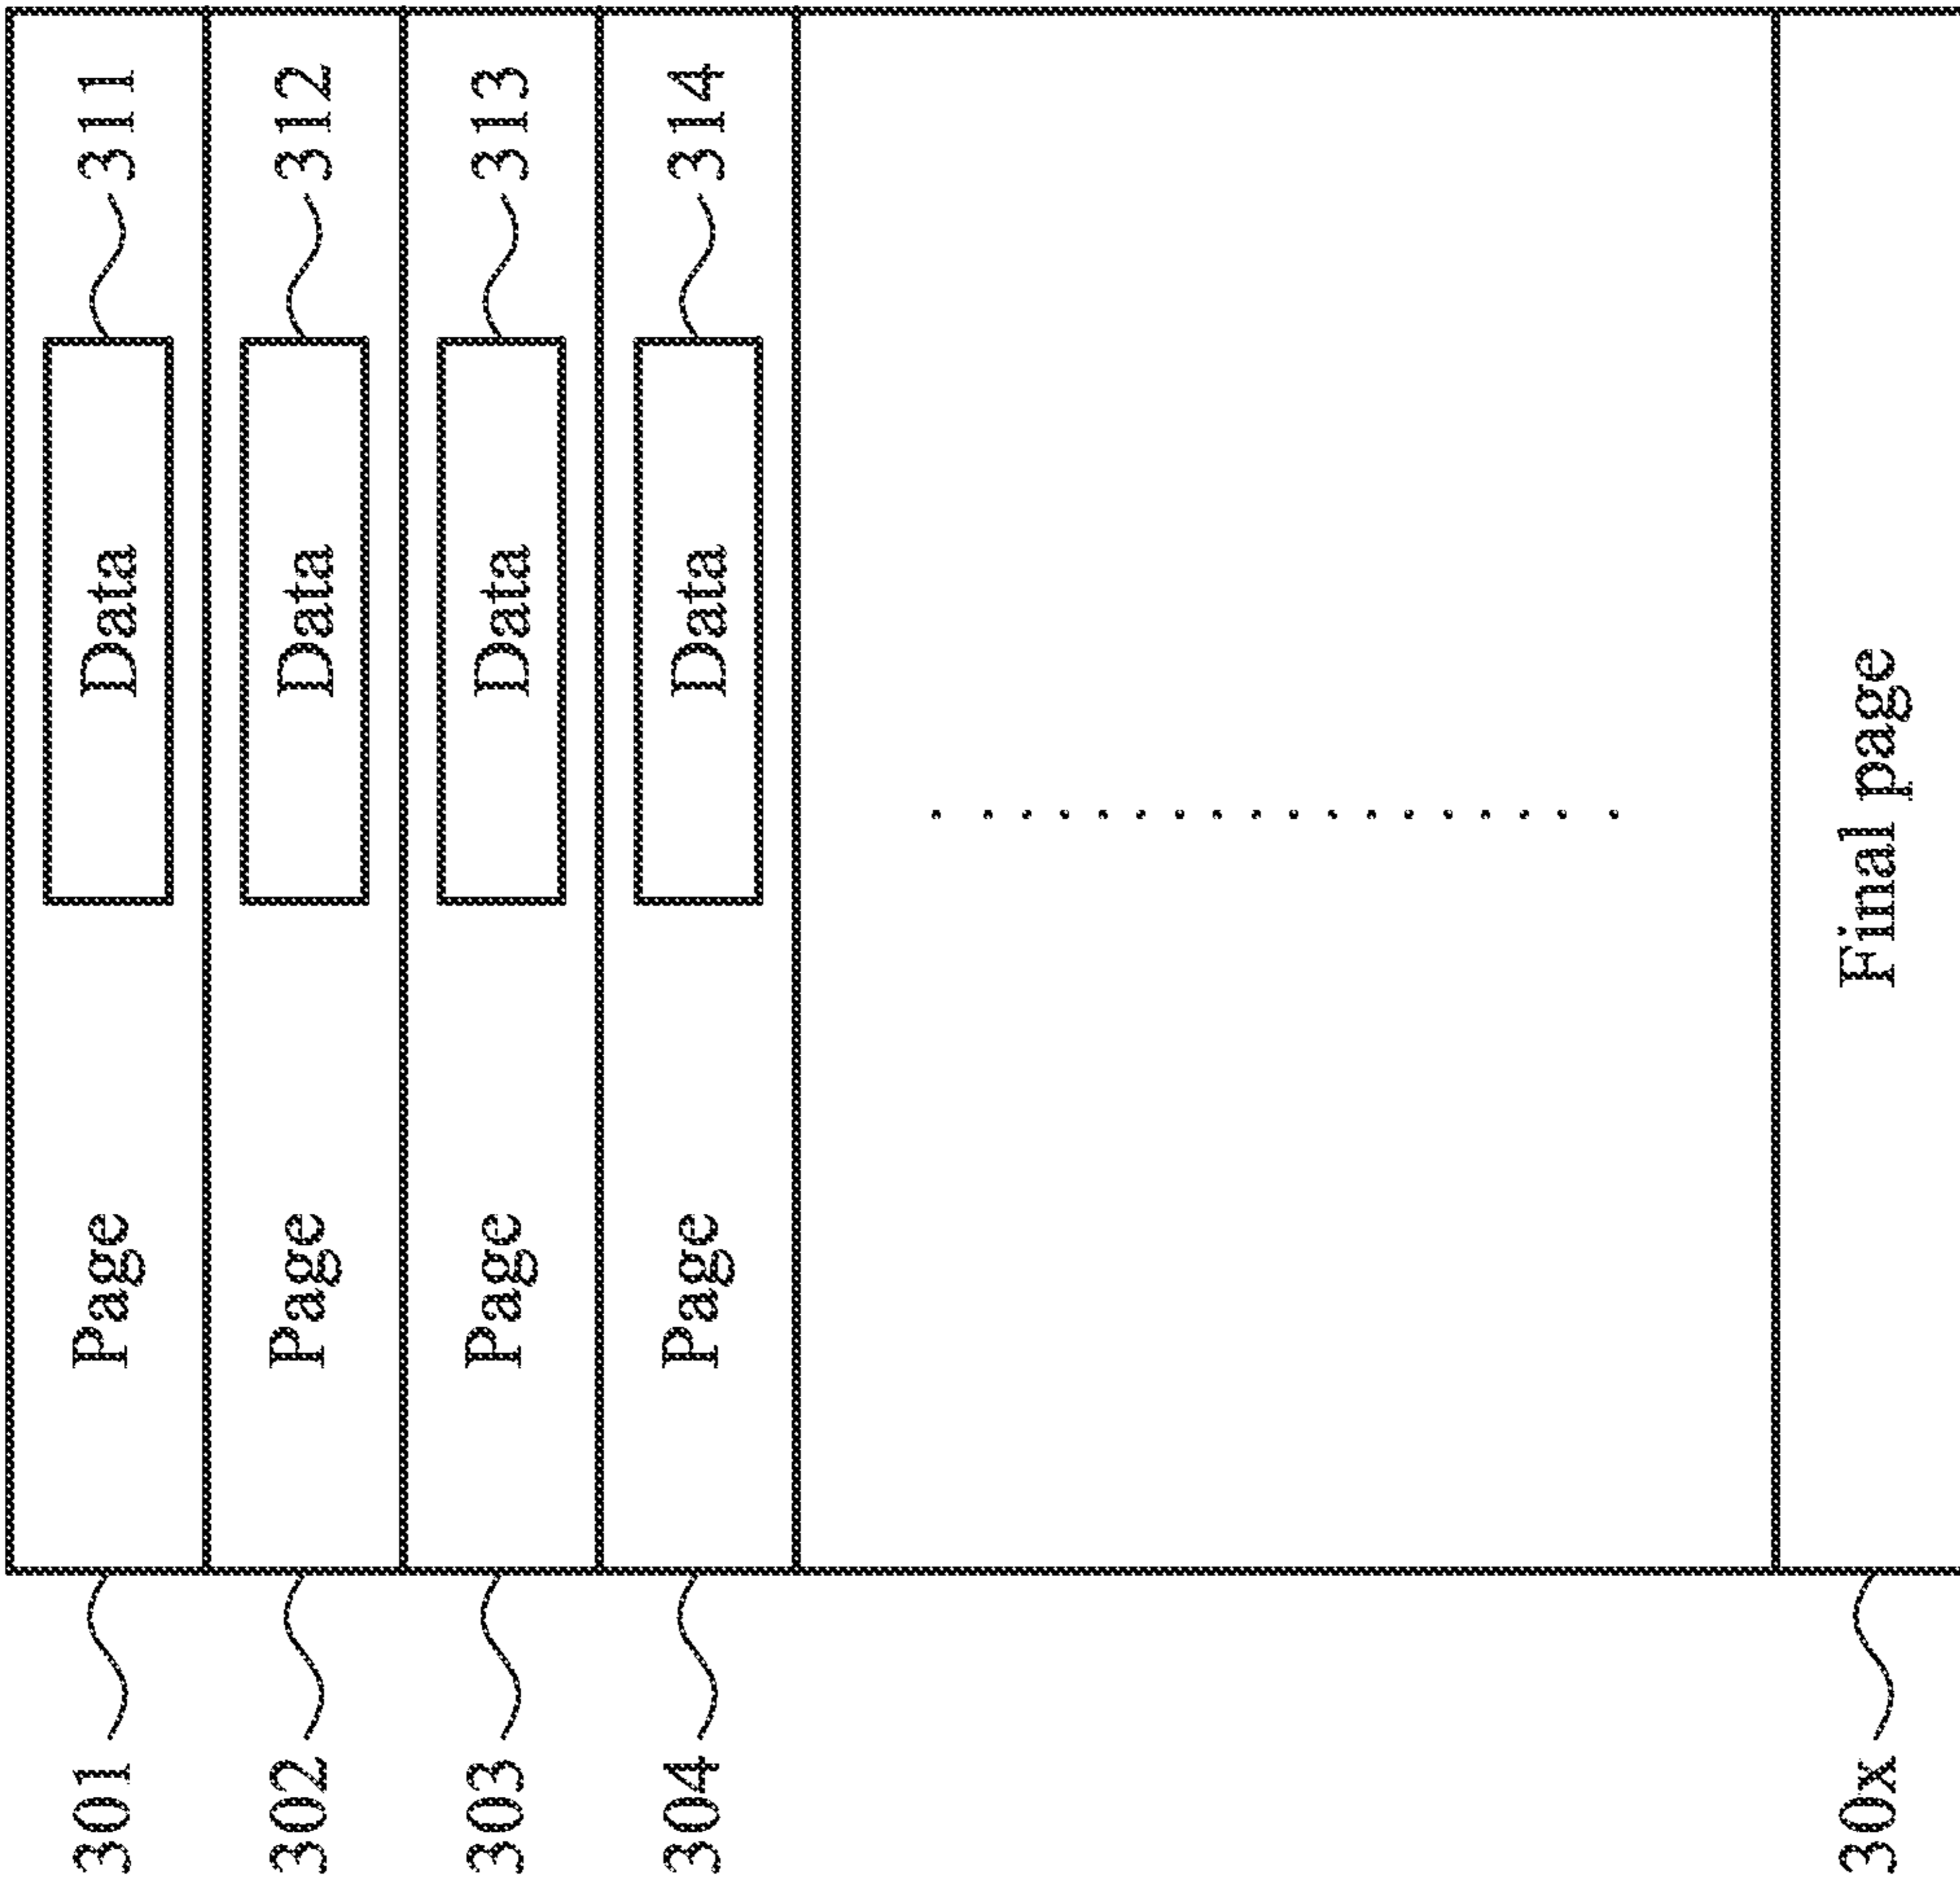 301 Page Data 311
302 Page Data 312
303 Page Data 313
304 Page Data 314
30x Final page